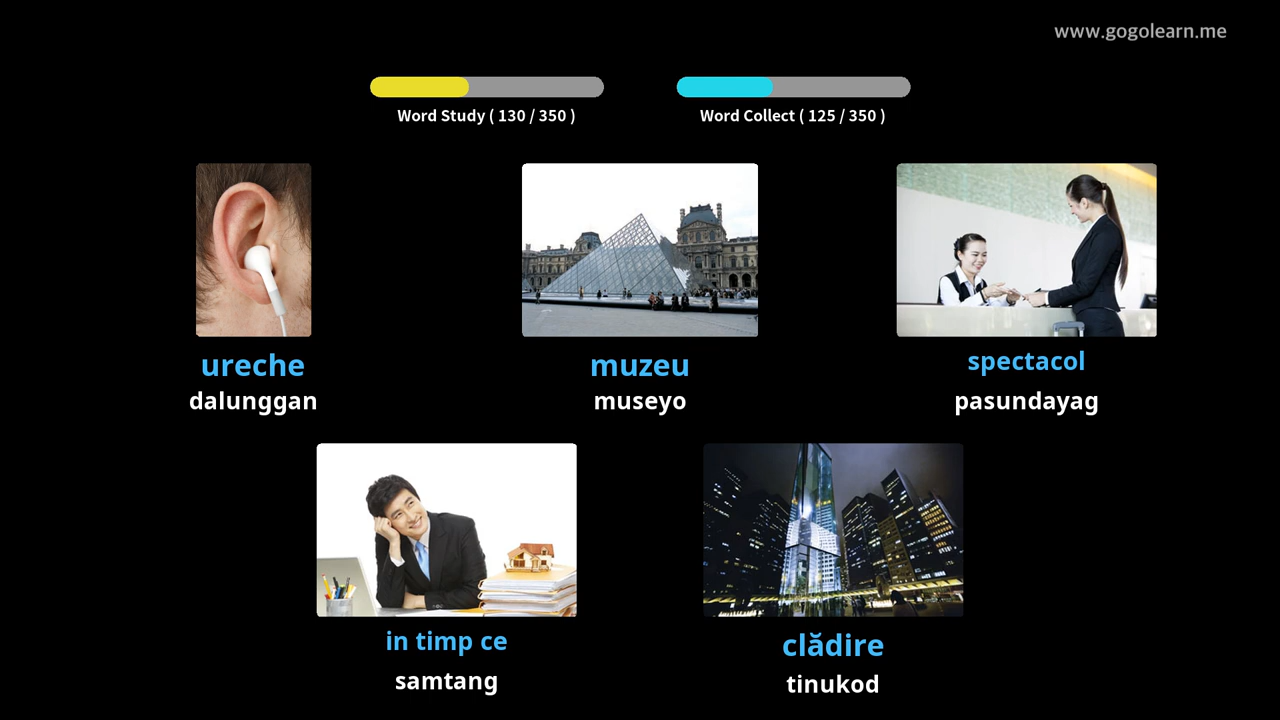 www.gogolearn.me
Word Study ( 130 / 350 )
Word Collect ( 125 / 350 )
ureche
dalunggan
muzeu
museyo
spectacol
pasundayag
in timp ce
samtang
clădire
tinukod